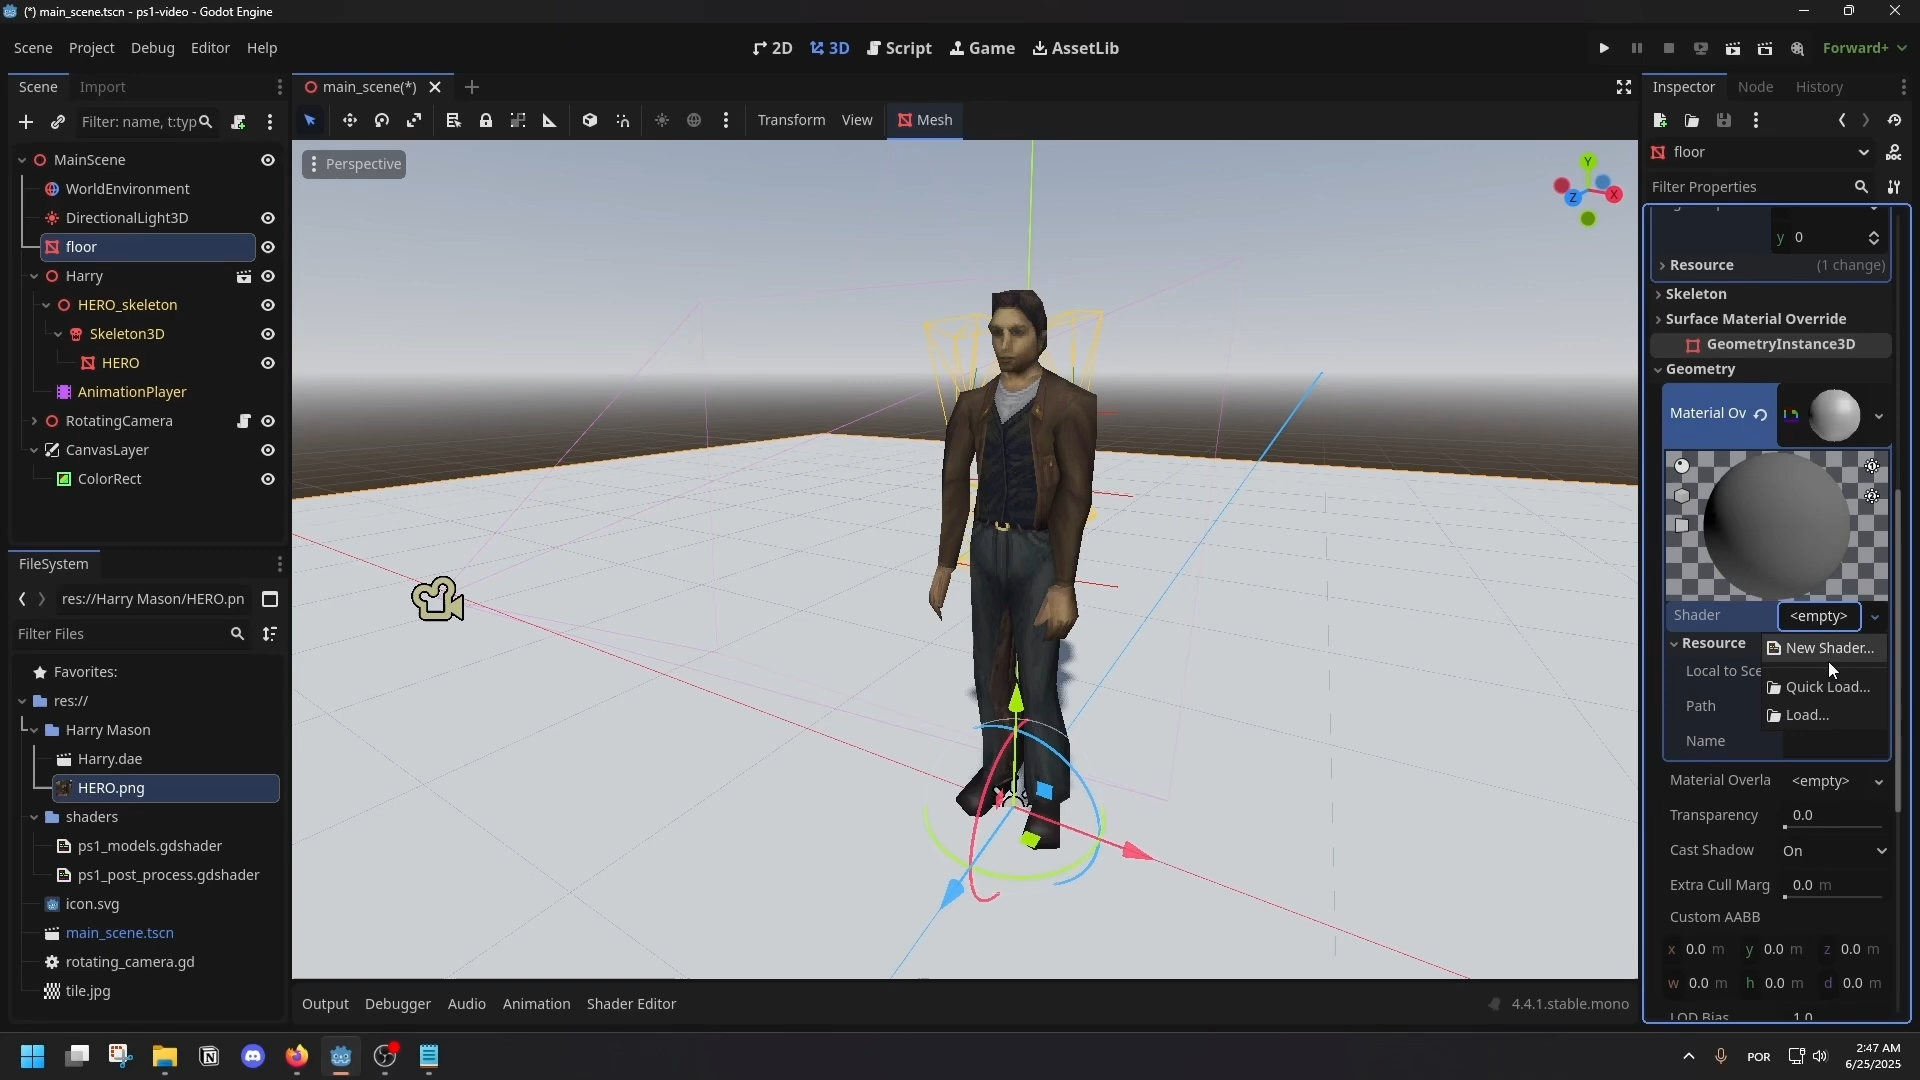 (*) main_scene.tscn - ps1-video - Godot Engine
Scene Project Debug Editor Help
2D 3D Script Game AssetLib
Forward+
Scene Import
Filter: name, t:typ
MainScene
WorldEnvironment
DirectionalLight3D
floor
Harry
HERO_skeleton
Skeleton3D
HERO
AnimationPlayer
RotatingCamera
CanvasLayer
ColorRect
FileSystem
res://Harry Mason/HERO.pn
Filter Files
Favorites:
res://
Harry Mason
Harry.dae
HERO.png
shaders
ps1_models.gdshader
ps1_post_process.gdshader
icon.svg
main_scene.tscn
rotating_camera.gd
tile.jpg
main_scene(*)
Transform View Mesh
Perspective
Y
X
Z
Output Debugger Audio Animation Shader Editor
4.4.1.stable.mono
Inspector Node History
floor
Filter Properties
y 0
Resource (1 change)
Skeleton
Surface Material Override
GeometryInstance3D
Geometry
Material Ov
Shader <empty>
Resource
New Shader...
Local to Sce
Quick Load...
Path
Load...
Name
Material Overla <empty>
Transparency 0.0
Cast Shadow On
Extra Cull Marg 0.0 m
Custom AABB
x 0.0 m y 0.0 m z 0.0 m
w 0.0 m h 0.0 m d 0.0 m
LOD Bias 1.0
POR
2:47 AM
6/25/2025